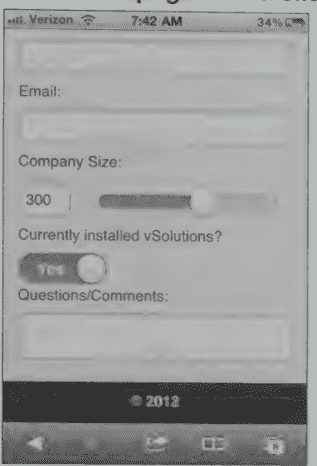 Verizon 7:42 AM 34%
Email:
Company Size:
300
Currently installed vSolutions?
Yes
Questions/Comments:
© 2012